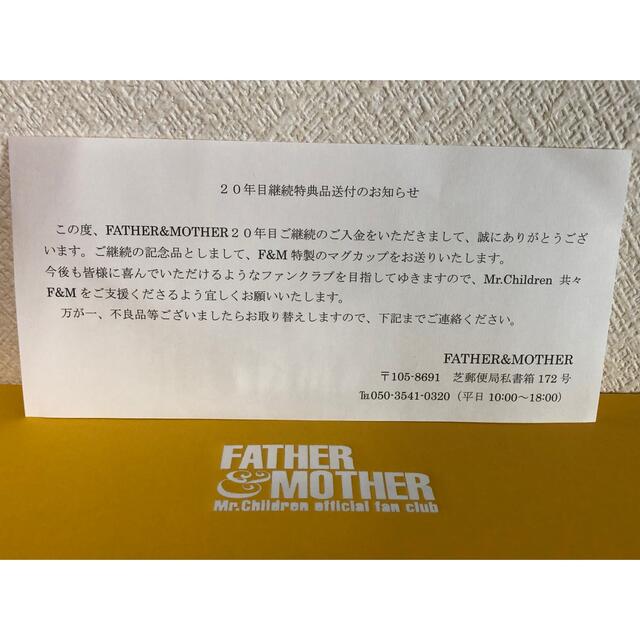 ２０年目継続特典品送付のお知らせ
この度、FATHER&MOTHER２０年目ご継続のご入金をいただきまして、誠にありがとうござ
います。ご継続の記念品としまして、F&M 特製のマグカップをお送りいたします。
今後も皆様に喜んでいただけるようなファンクラブを目指してゆきますので、Mr.Children 共々
F&M をご支援くださるよう宜しくお願いいたします。
万が一、不良品等ございましたらお取り替えしますので、下記までご連絡ください。
FATHER&MOTHER
〒105-8691　芝郵便局私書箱 172 号
℡050-3541-0320（平日 10:00～18:00）
FATHER
& MOTHER
Mr.Children official fan club